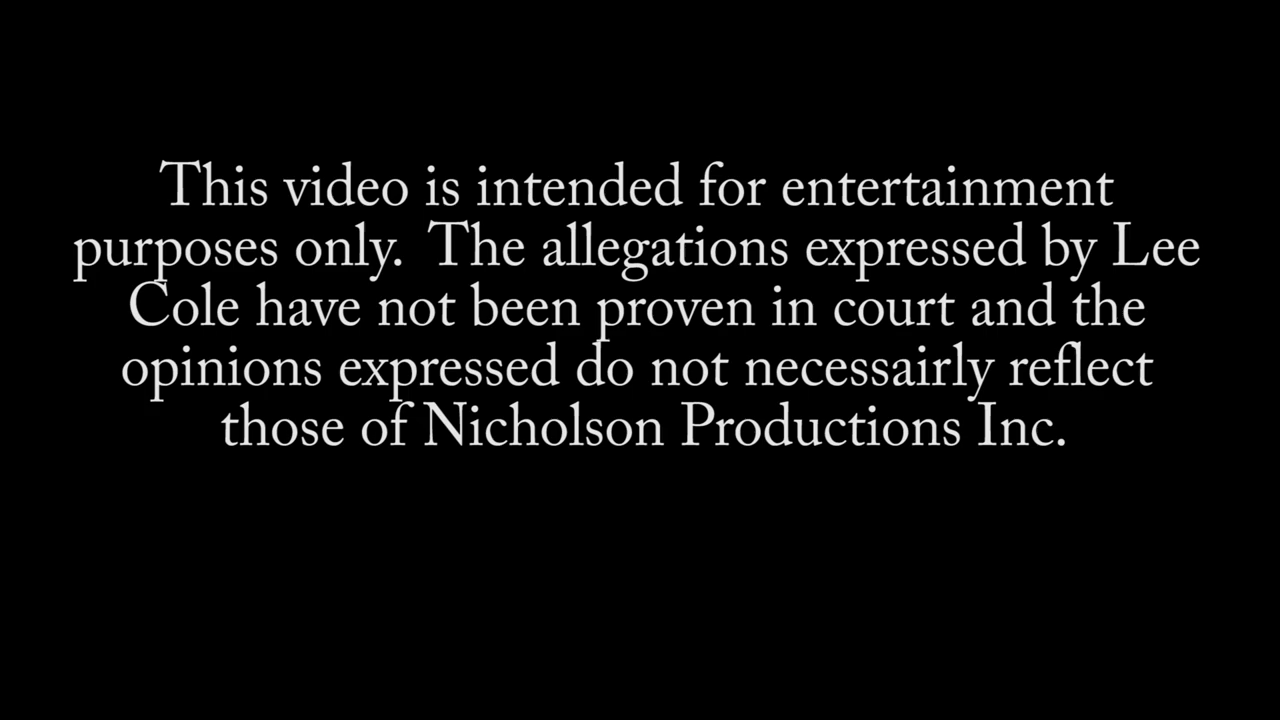 This video is intended for entertainment
purposes only.  The allegations expressed by Lee
Cole have not been proven in court and the
opinions expressed do not necessairly reflect
those of Nicholson Productions Inc.